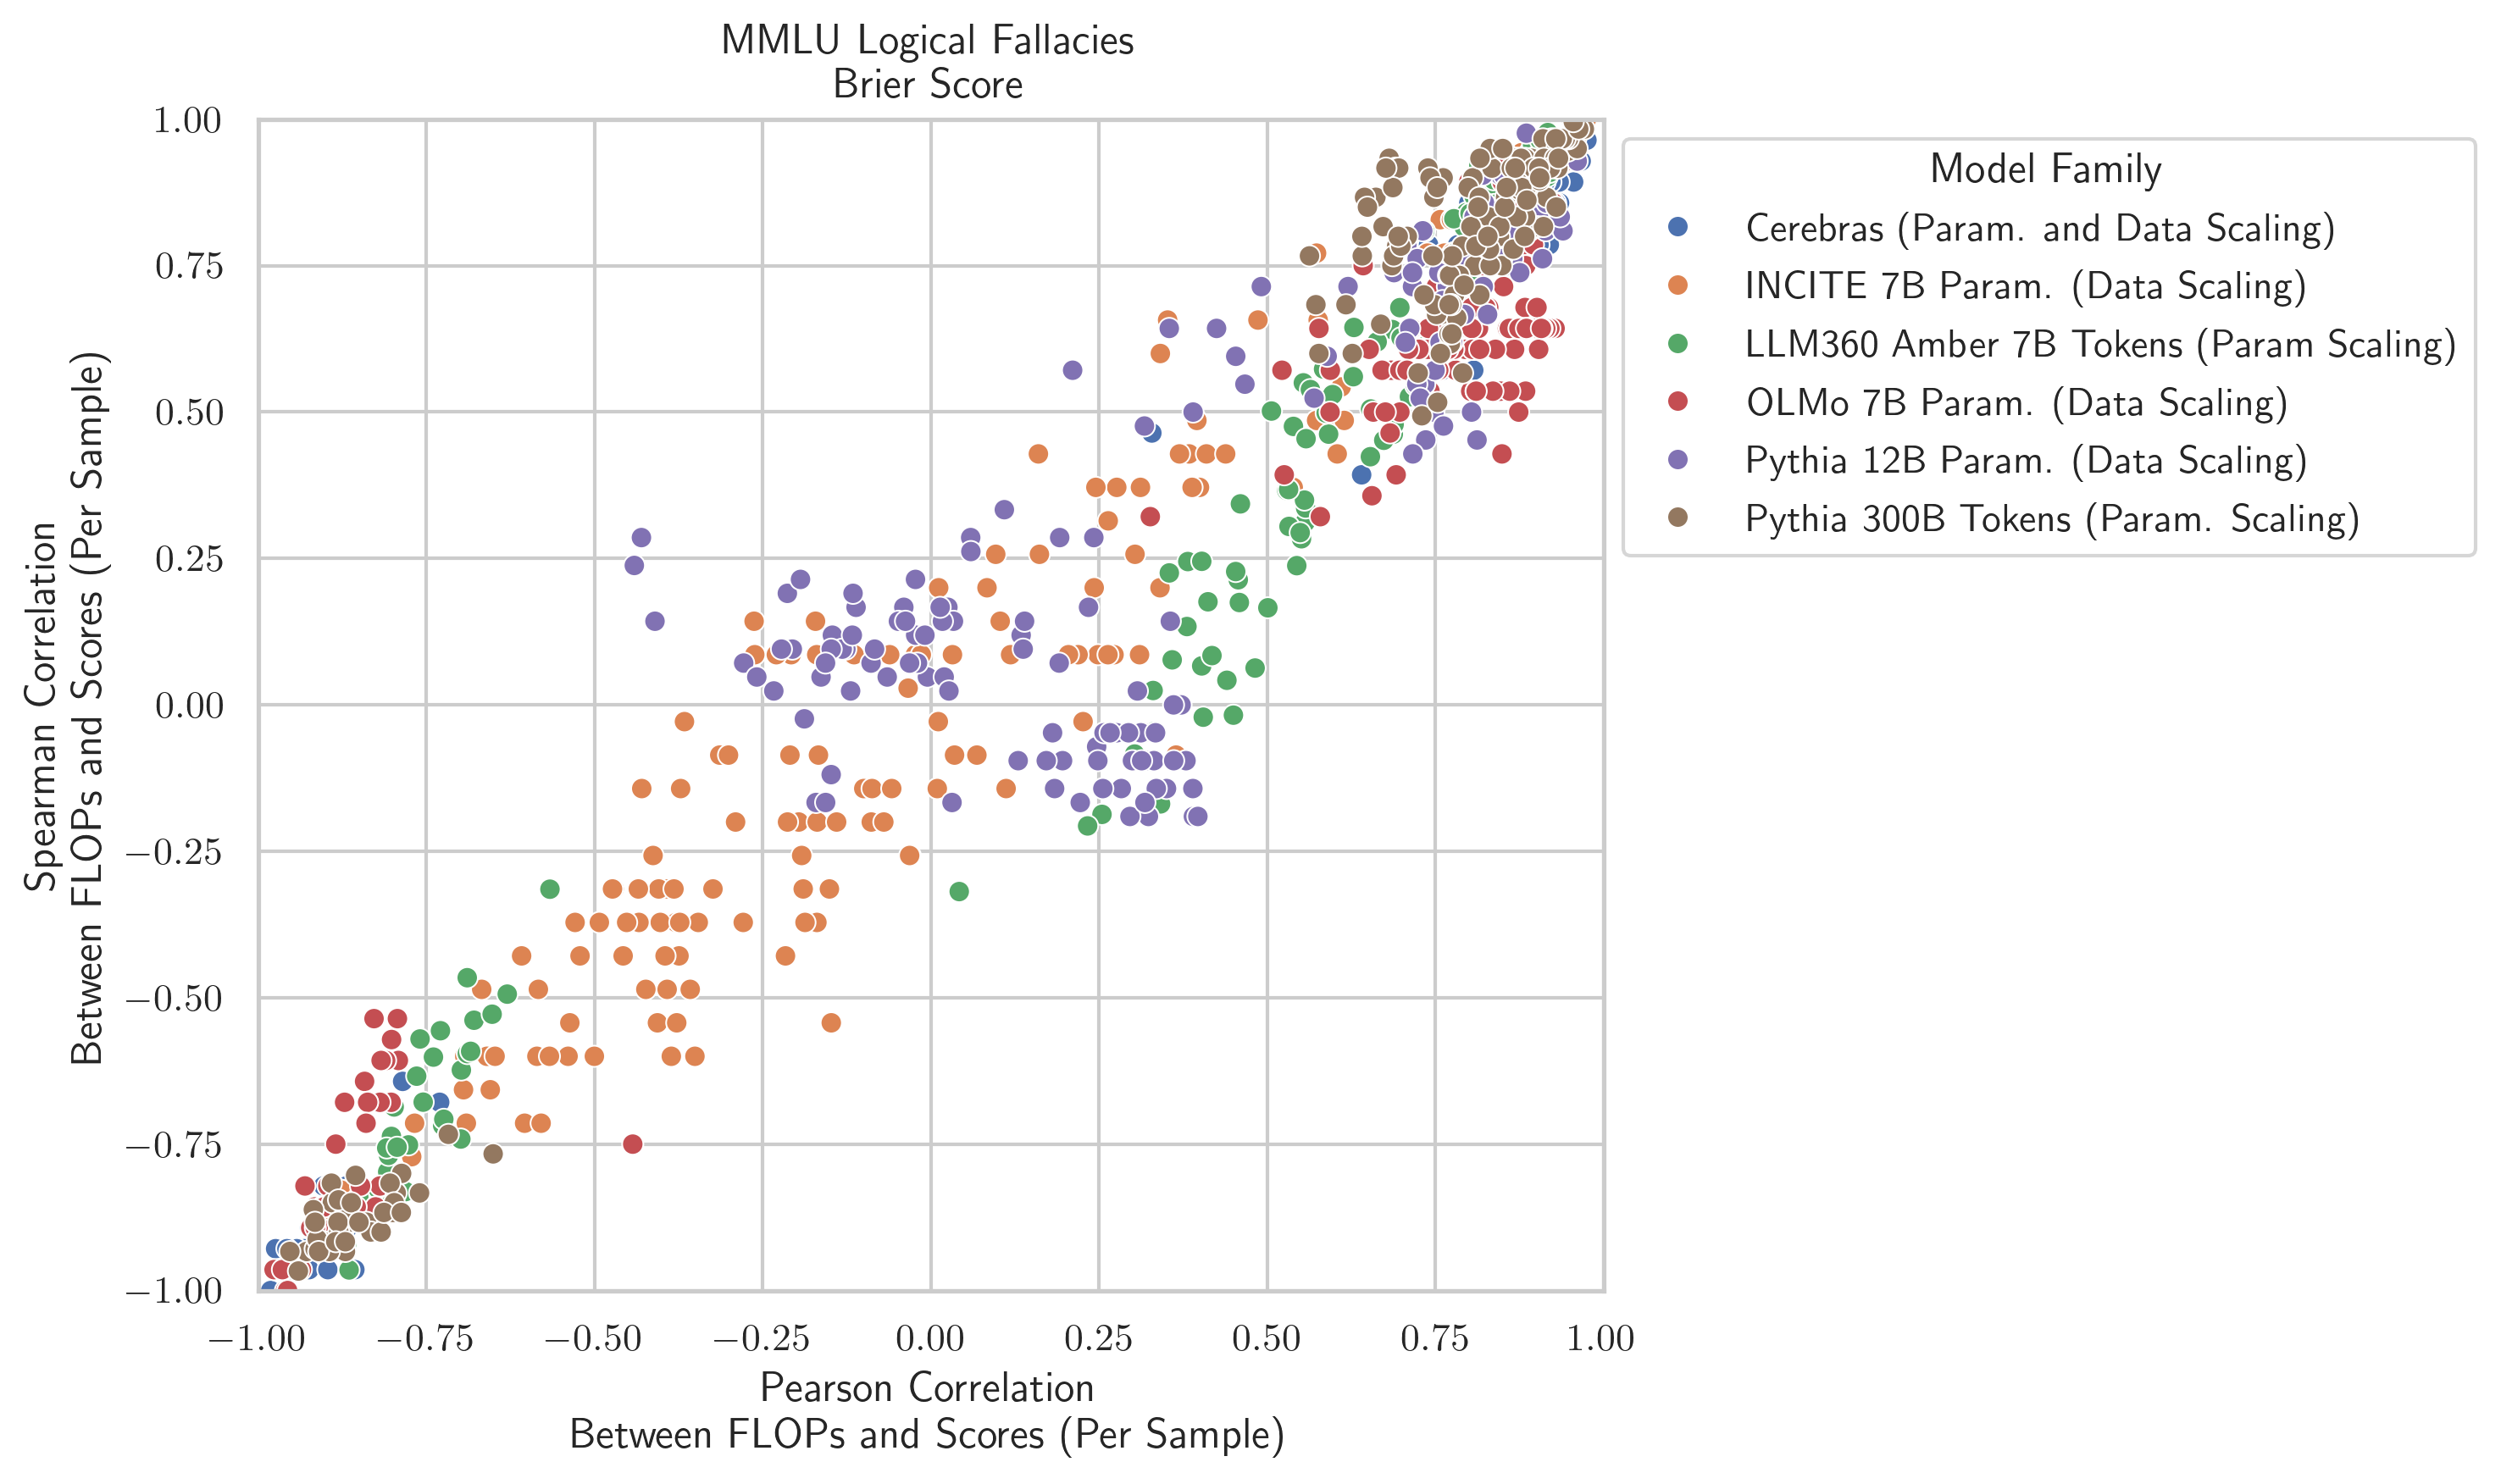 MMLU Logical Fallacies
Brier Score
Spearman Correlation
Between FLOPs and Scores (Per Sample)
1.00
0.75
0.50
0.25
0.00
−0.25
−0.50
−0.75
−1.00
−1.00 −0.75 −0.50 −0.25 0.00 0.25 0.50 0.75 1.00
Pearson Correlation
Between FLOPs and Scores (Per Sample)
Model Family
Cerebras (Param. and Data Scaling)
INCITE 7B Param. (Data Scaling)
LLM360 Amber 7B Tokens (Param Scaling)
OLMo 7B Param. (Data Scaling)
Pythia 12B Param. (Data Scaling)
Pythia 300B Tokens (Param. Scaling)